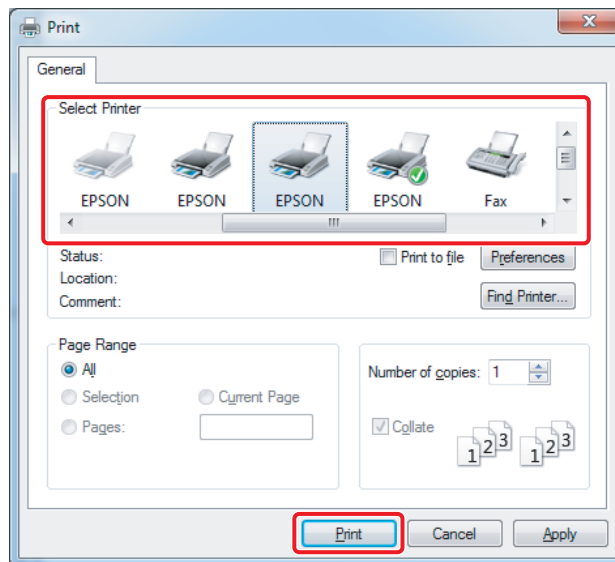 Print
General
Select Printer
EPSON EPSON EPSON EPSON Fax
Status: Print to file Preferences
Location:
Comment: Find Printer...
Page Range
All Number of copies: 1
Selection Current Page
Pages: Collate
1 2 3 1 2 3
Print Cancel Apply